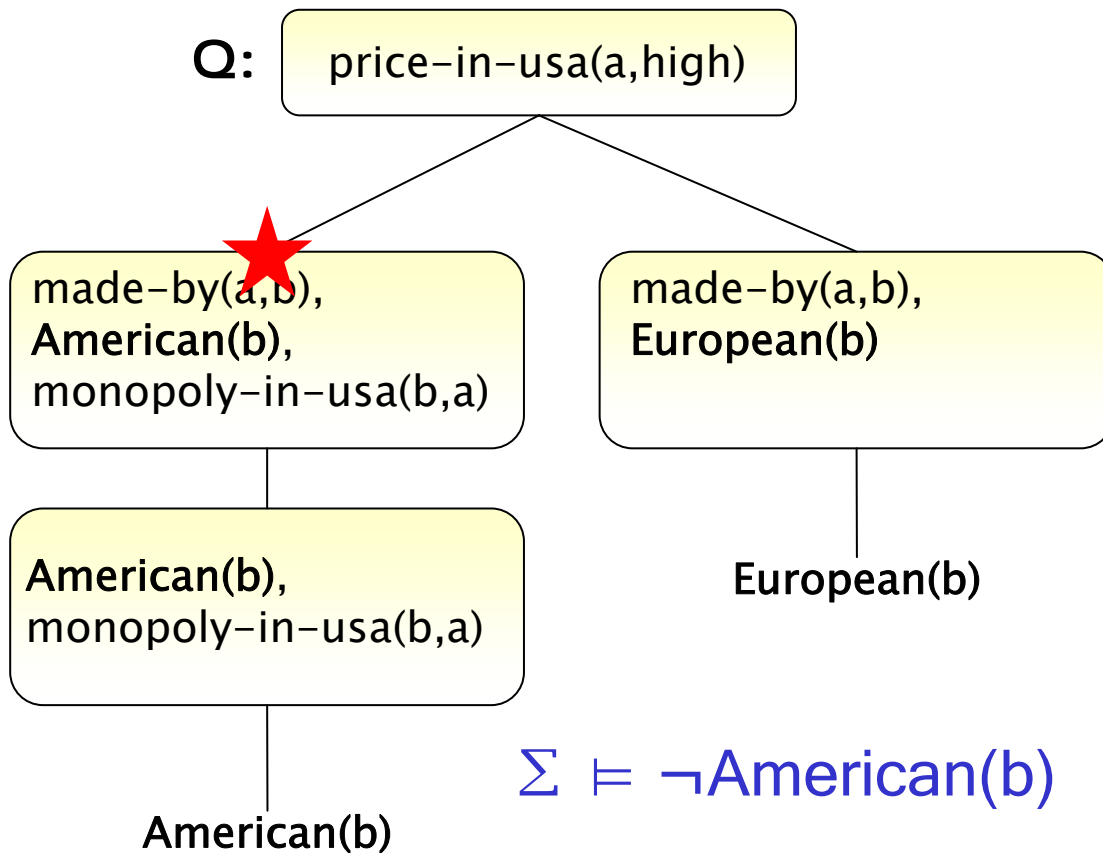 Q: price-in-usa(a,high)
made-by(a,b),
American(b),
monopoly-in-usa(b,a)
made-by(a,b),
European(b)
American(b),
monopoly-in-usa(b,a)
European(b)
Σ ⊨ ¬American(b)
American(b)